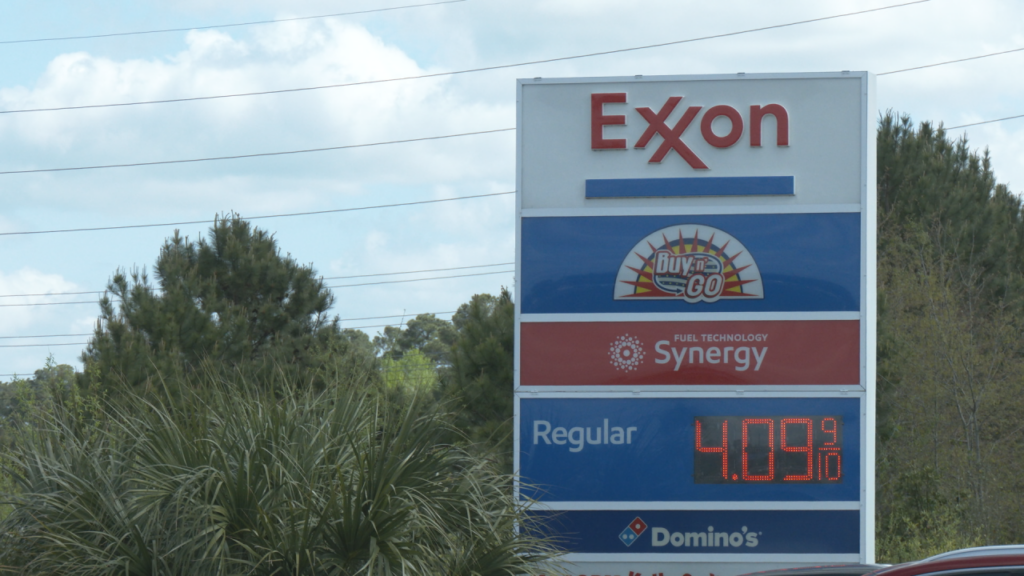 Exxon
Buy 'n'
GO
FUEL TECHNOLOGY
Synergy
Regular 4.09 9/10
Domino's